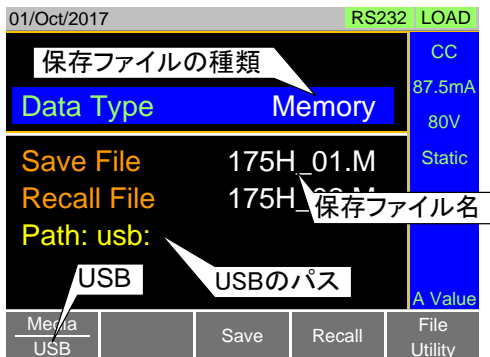 01/Oct/2017 RS232 LOAD
保存ファイルの種類
CC
87.5mA
Data Type Memory
80V
Save File 175H_01.M
Static
Recall File 175H_
保存ファイル名
Path: usb:
USB USBのパス
A Value
Media Save Recall File
USB Utility